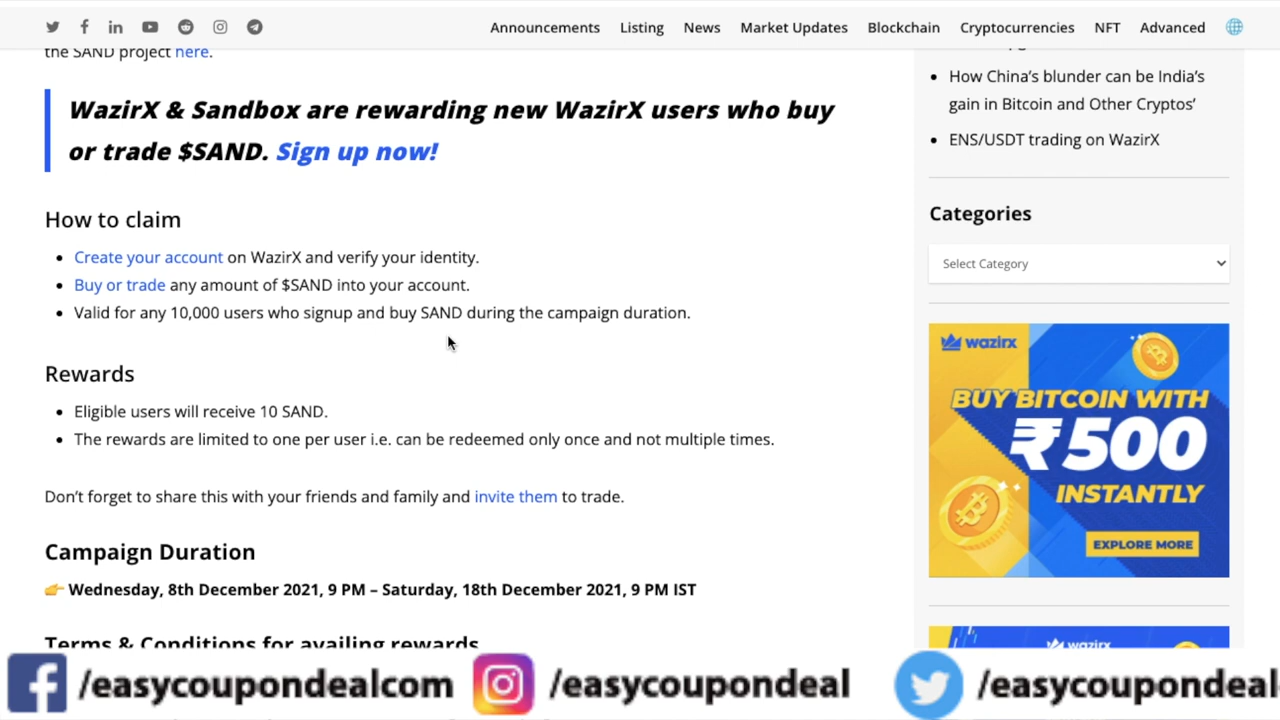 Announcements Listing News Market Updates Blockchain Cryptocurrencies NFT Advanced
the SAND project here.
WazirX & Sandbox are rewarding new WazirX users who buy
or trade $SAND. Sign up now!
How to claim
Create your account on WazirX and verify your identity.
Buy or trade any amount of $SAND into your account.
Valid for any 10,000 users who signup and buy SAND during the campaign duration.
Rewards
Eligible users will receive 10 SAND.
The rewards are limited to one per user i.e. can be redeemed only once and not multiple times.
Don’t forget to share this with your friends and family and invite them to trade.
Campaign Duration
👉 Wednesday, 8th December 2021, 9 PM – Saturday, 18th December 2021, 9 PM IST
Terms & Conditions for availing rewards
How China’s blunder can be India’s
gain in Bitcoin and Other Cryptos’
ENS/USDT trading on WazirX
Categories
Select Category
wazirx
BUY BITCOIN WITH
₹500
INSTANTLY
EXPLORE MORE
wazirx
/easycoupondealcom /easycoupondeal /easycoupondeal